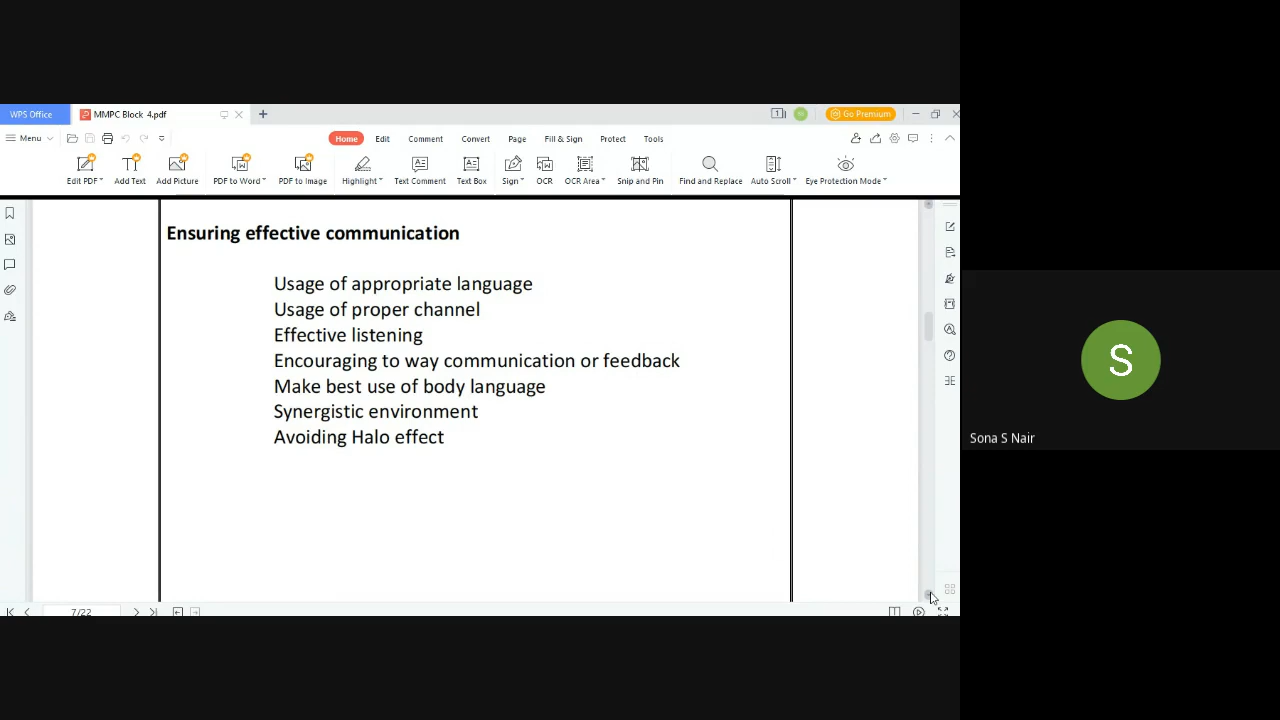 WPS Office
MMPC Block 4.pdf
Go Premium
Menu
Home Edit Comment Convert Page Fill & Sign Protect Tools
Edit PDF Add Text Add Picture PDF to Word PDF to Image Highlight Text Comment Text Box Sign OCR OCR Area Snip and Pin Find and Replace Auto Scroll Eye Protection Mode
Ensuring effective communication
Usage of appropriate language
Usage of proper channel
Effective listening
Encouraging to way communication or feedback
Make best use of body language
Synergistic environment
Avoiding Halo effect
7/22
S
Sona S Nair